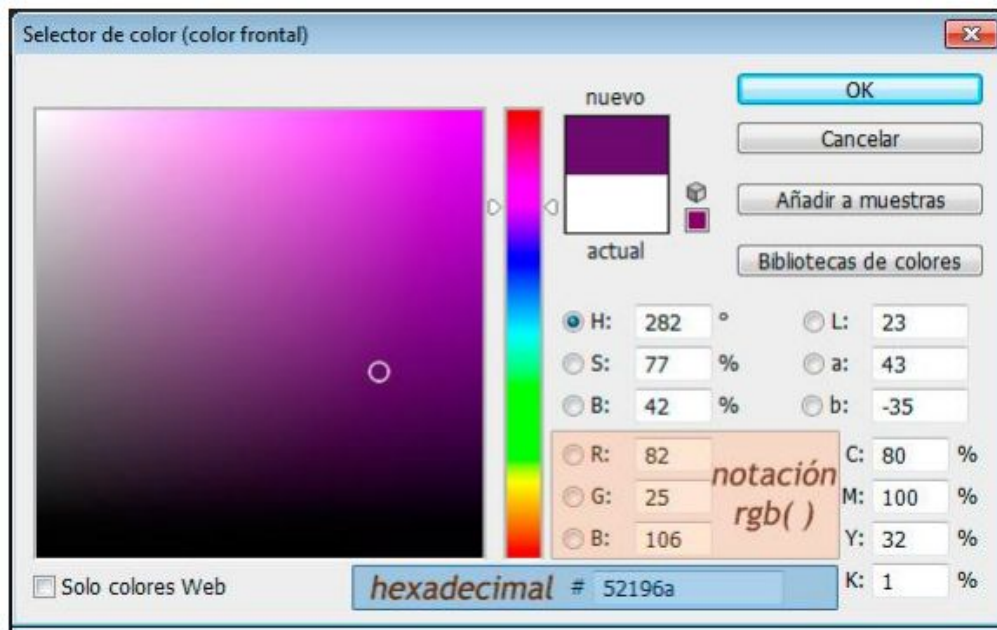 Selector de color (color frontal)
nuevo
actual
OK
Cancelar
Añadir a muestras
Bibliotecas de colores
H: 282 °
S: 77 %
B: 42 %
R: 82
G: 25
B: 106
notación
rgb( )
L: 23
a: 43
b: -35
C: 80 %
M: 100 %
Y: 32 %
K: 1 %
Solo colores Web
hexadecimal # 52196a